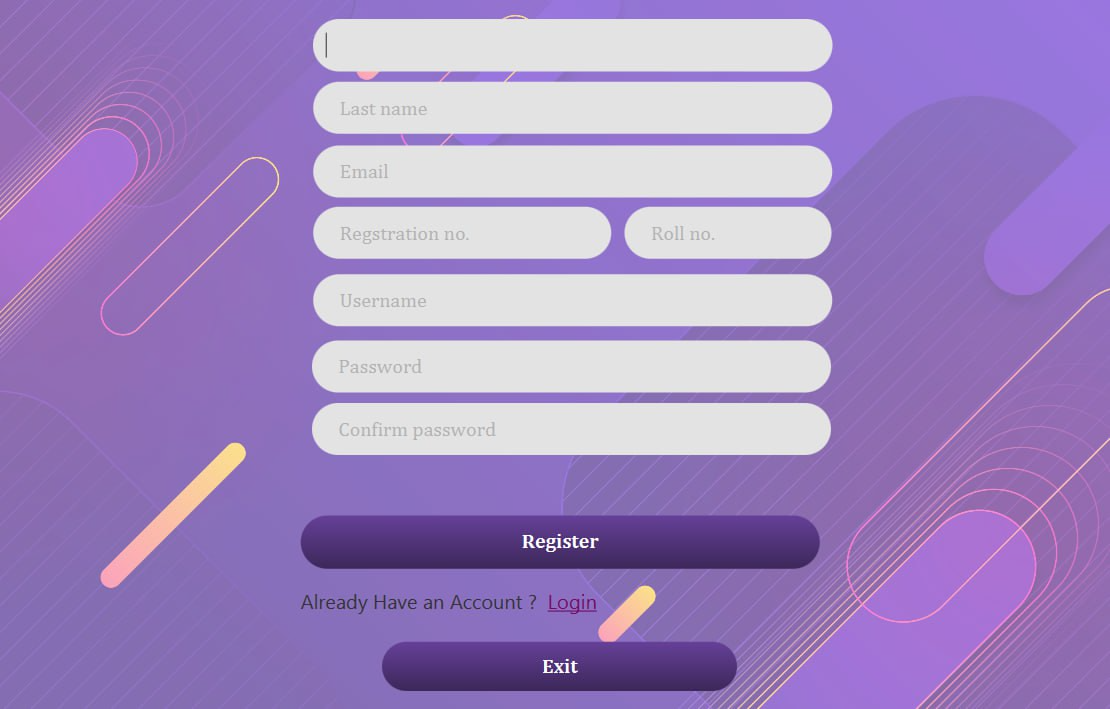 Last name
Email
Regstration no. Roll no.
Username
Password
Confirm password
Register
Already Have an Account ? Login
Exit